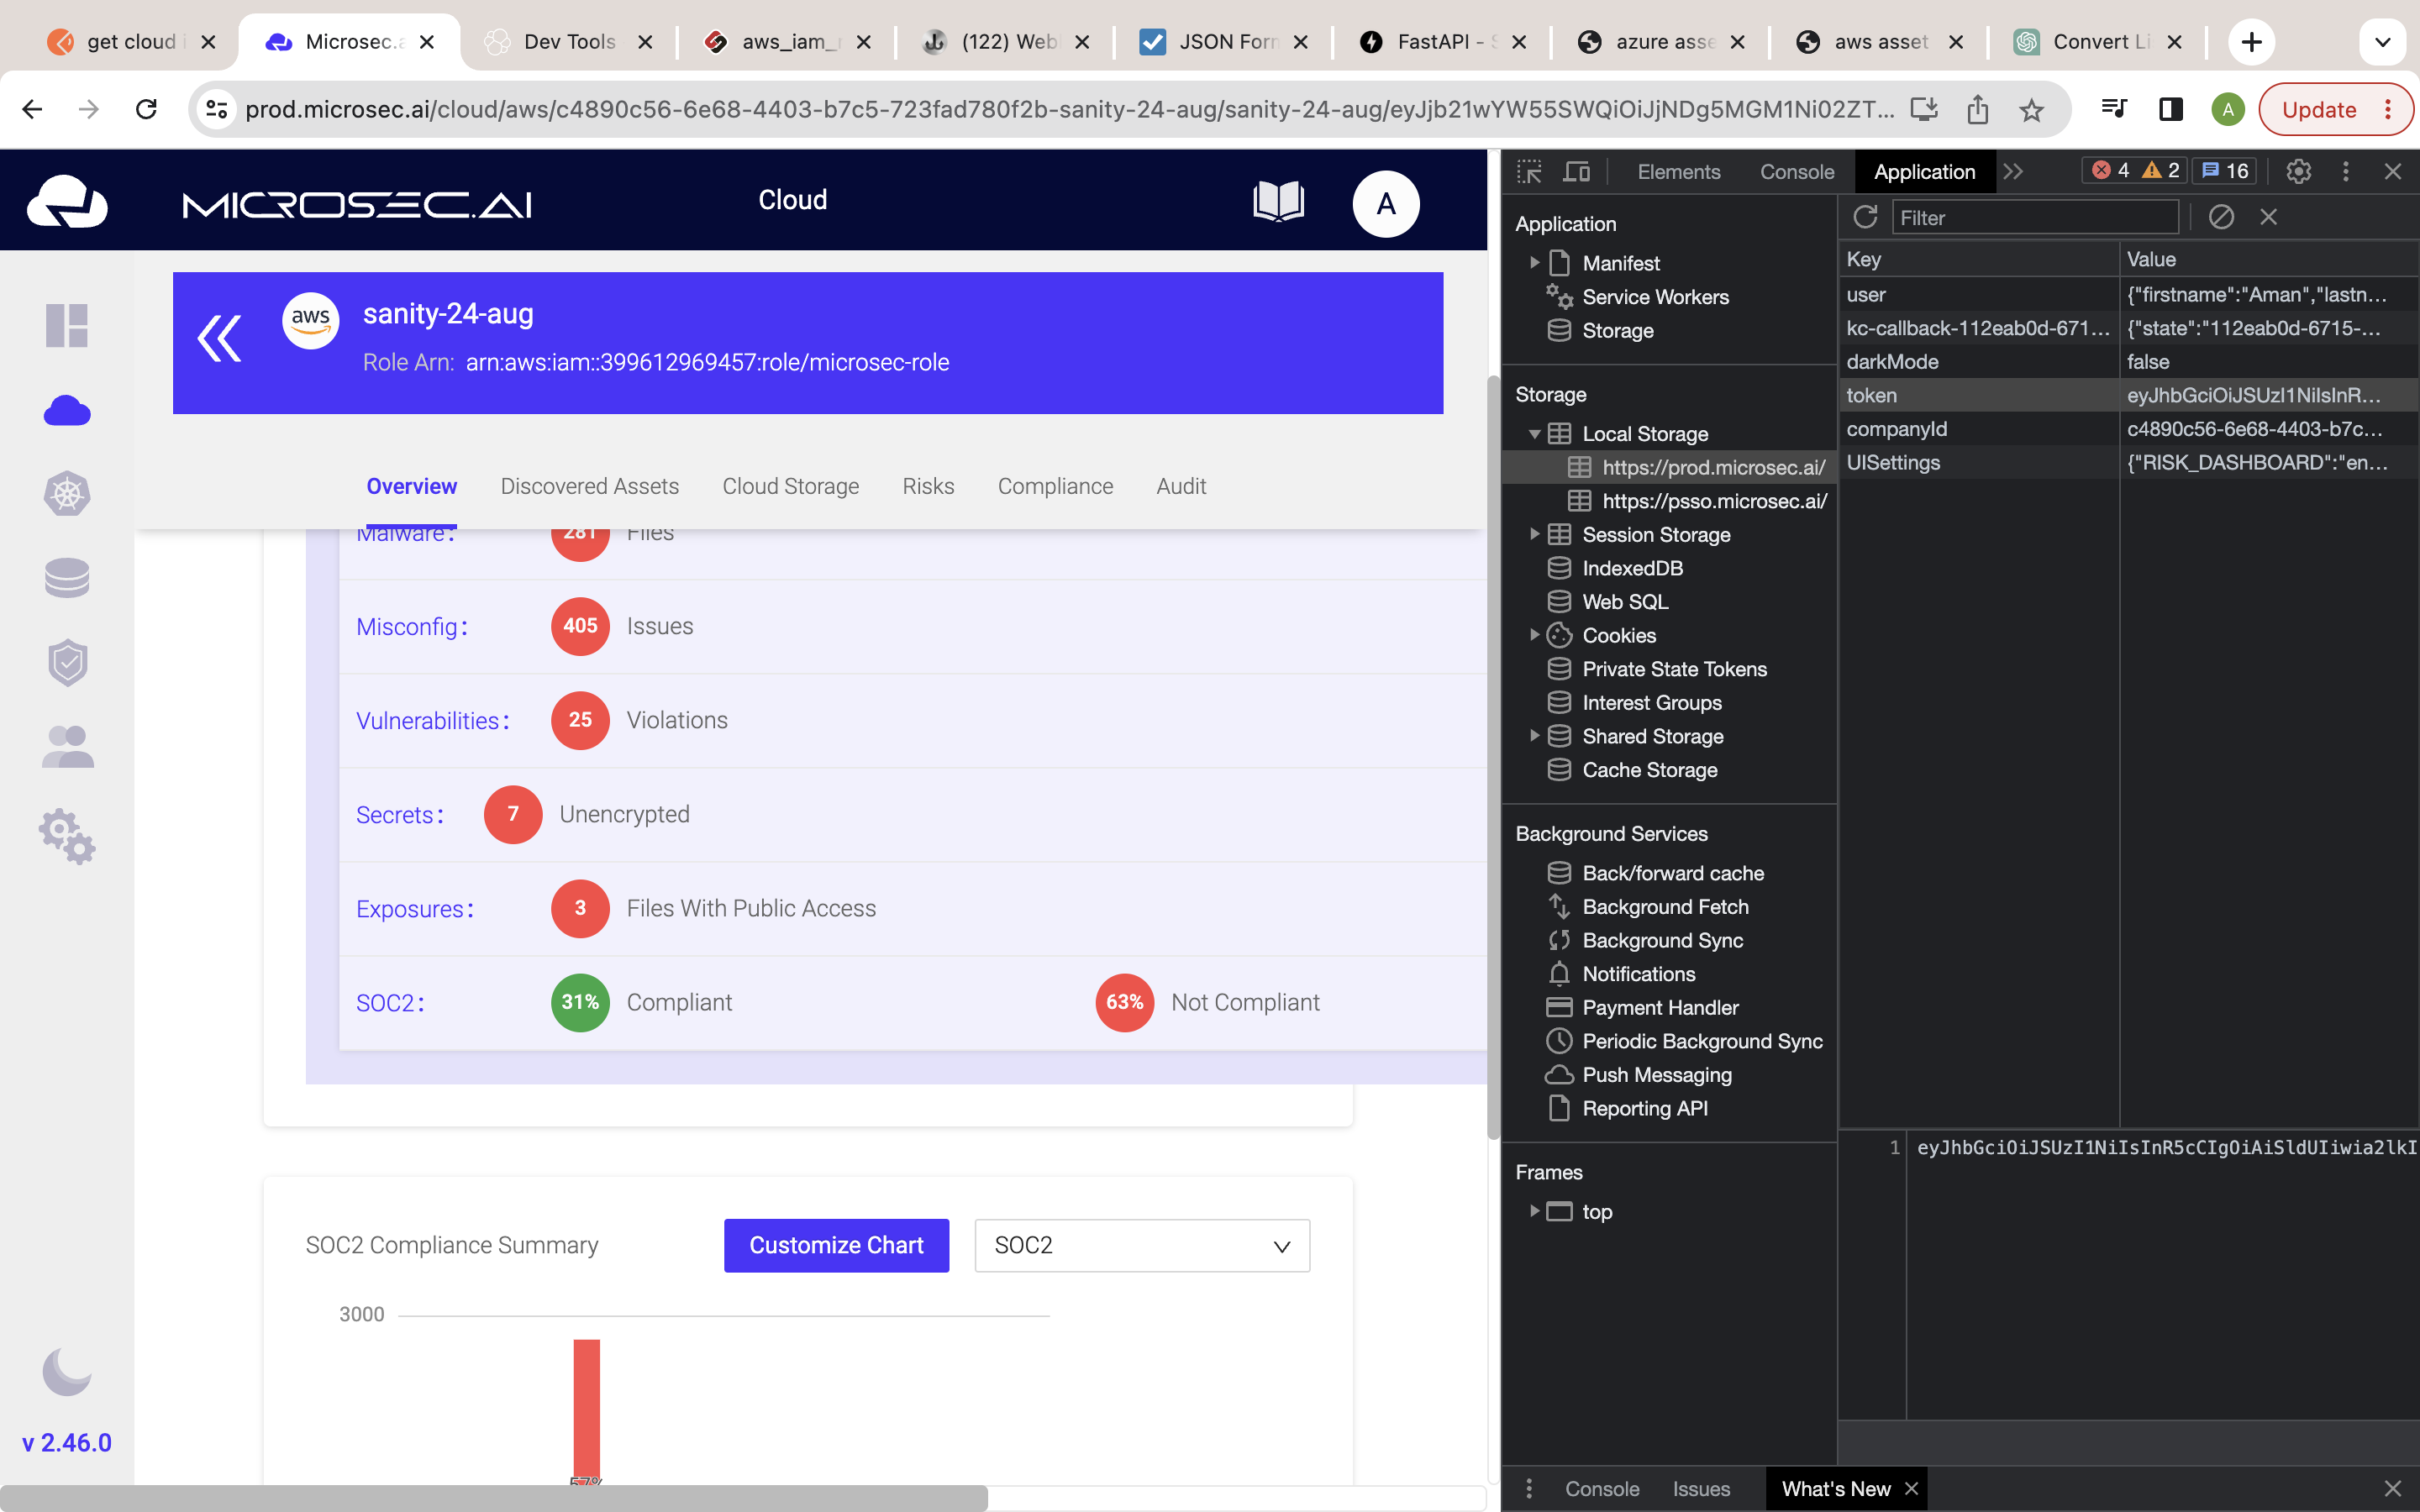 get cloud i
Microsec.a
Dev Tools
aws_iam_r
(122) Web
JSON Form
FastAPI - S
azure asse
aws asset
Convert Li
prod.microsec.ai/cloud/aws/c4890c56-6e68-4403-b7c5-723fad780f2b-sanity-24-aug/sanity-24-aug/eyJjb21wYW55SWQiOiJjNDg5MGM1Ni02ZT...
A
Update
MICROSEC.AI
Cloud
A
aws
sanity-24-aug
Role Arn: arn:aws:iam::399612969457:role/microsec-role
Overview
Discovered Assets
Cloud Storage
Risks
Compliance
Audit
Malware: 281 Files
Misconfig: 405 Issues
Vulnerabilities: 25 Violations
Secrets: 7 Unencrypted
Exposures: 3 Files With Public Access
SOC2: 31% Compliant 63% Not Compliant
SOC2 Compliance Summary
Customize Chart
SOC2
3000
57%
v 2.46.0
Elements
Console
Application
4
2
16
Application
Manifest
Service Workers
Storage
Storage
Local Storage
https://prod.microsec.ai/
https://psso.microsec.ai/
Session Storage
IndexedDB
Web SQL
Cookies
Private State Tokens
Interest Groups
Shared Storage
Cache Storage
Background Services
Back/forward cache
Background Fetch
Background Sync
Notifications
Payment Handler
Periodic Background Sync
Push Messaging
Reporting API
Frames
top
Filter
Key Value
user {"firstname":"Aman","lastn...
kc-callback-112eab0d-671... {"state":"112eab0d-6715-...
darkMode false
token eyJhbGciOiJSUzI1NiIsInR...
companyId c4890c56-6e68-4403-b7c...
UISettings {"RISK_DASHBOARD":"en...
1 eyJhbGciOiJSUzI1NiIsInR5cCIgOiAiSldUIiwia2lkI
Console
Issues
What's New